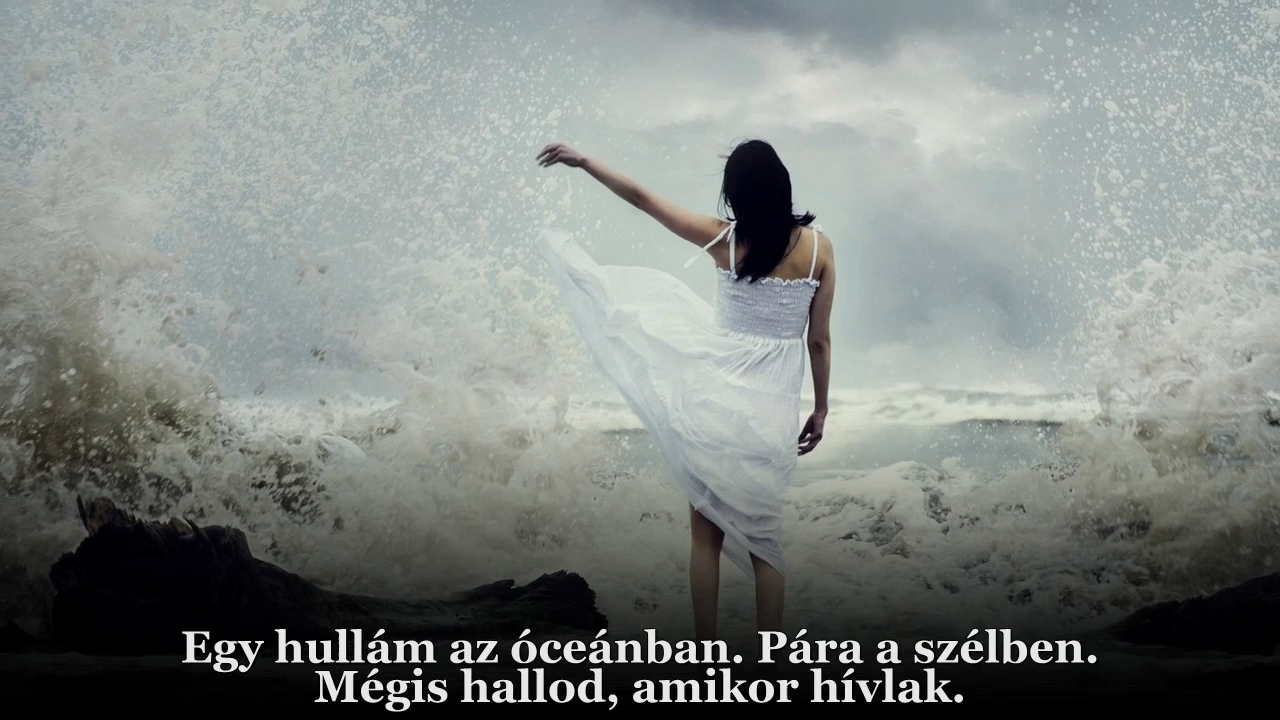 Egy hullám az óceánban. Pára a szélben.
Mégis hallod, amikor hívlak.